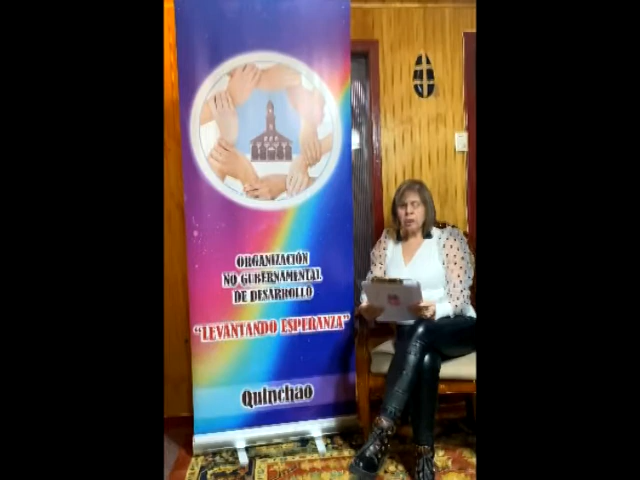 ORGANIZACIÓN
NO GUBERNAMENTAL
DE DESARROLLO
“LEVANTANDO ESPERANZA”
Quinchao